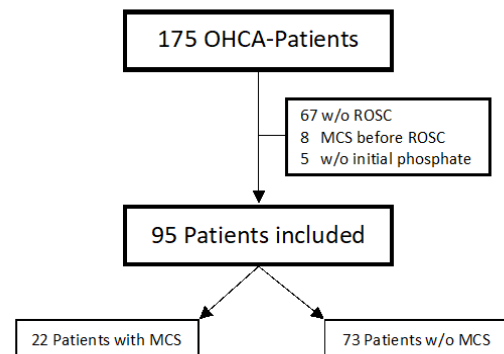 175 OHCA-Patients
67 w/o ROSC
8 MCS before ROSC
5 w/o initial phosphate
95 Patients included
22 Patients with MCS
73 Patients w/o MCS